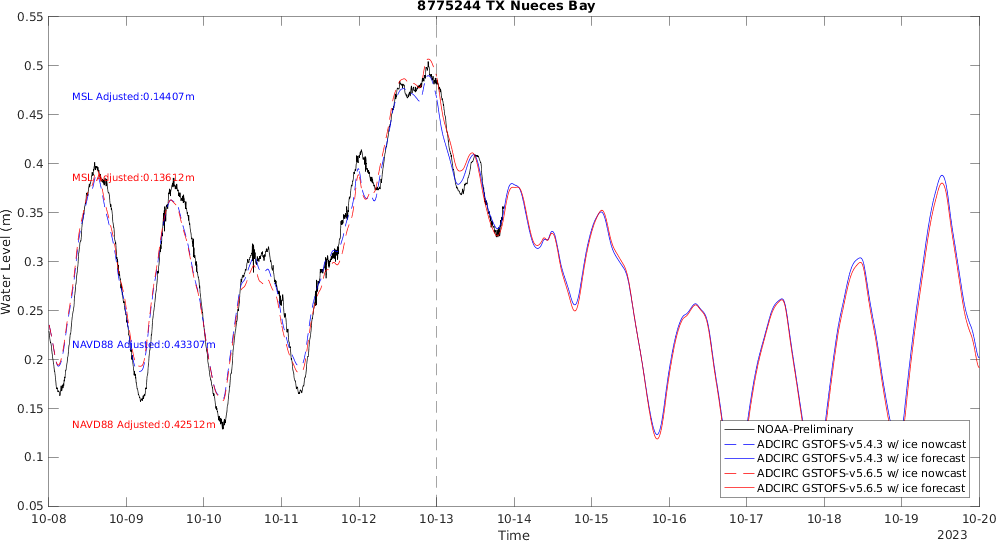 8775244 TX Nueces Bay
0.55
0.5
0.45
0.4
0.35
0.3
0.25
0.2
0.15
0.1
0.05
Water Level (m)
MSL Adjusted:0.14407m
MSL Adjusted:0.13612m
NAVD88 Adjusted:0.43307m
NAVD88 Adjusted:0.42512m
NOAA-Preliminary
ADCIRC GSTOFS-v5.4.3 w/ ice nowcast
ADCIRC GSTOFS-v5.4.3 w/ ice forecast
ADCIRC GSTOFS-v5.6.5 w/ ice nowcast
ADCIRC GSTOFS-v5.6.5 w/ ice forecast
10-08 10-09 10-10 10-11 10-12 10-13 10-14 10-15 10-16 10-17 10-18 10-19 10-20
Time
2023